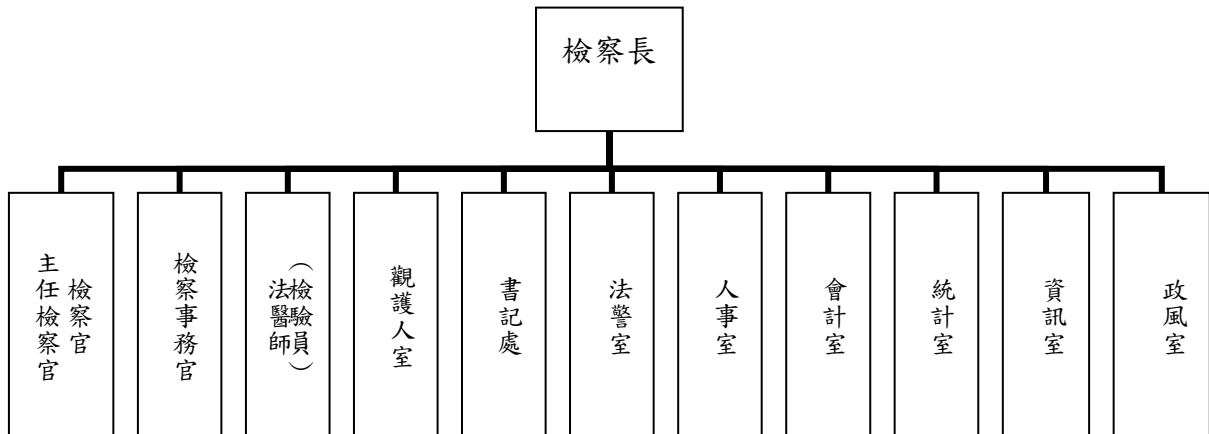 檢察長
主任檢察官
檢察官
檢察事務官
法醫師
（檢驗員）
觀護人室
書記處
法警室
人事室
會計室
統計室
資訊室
政風室